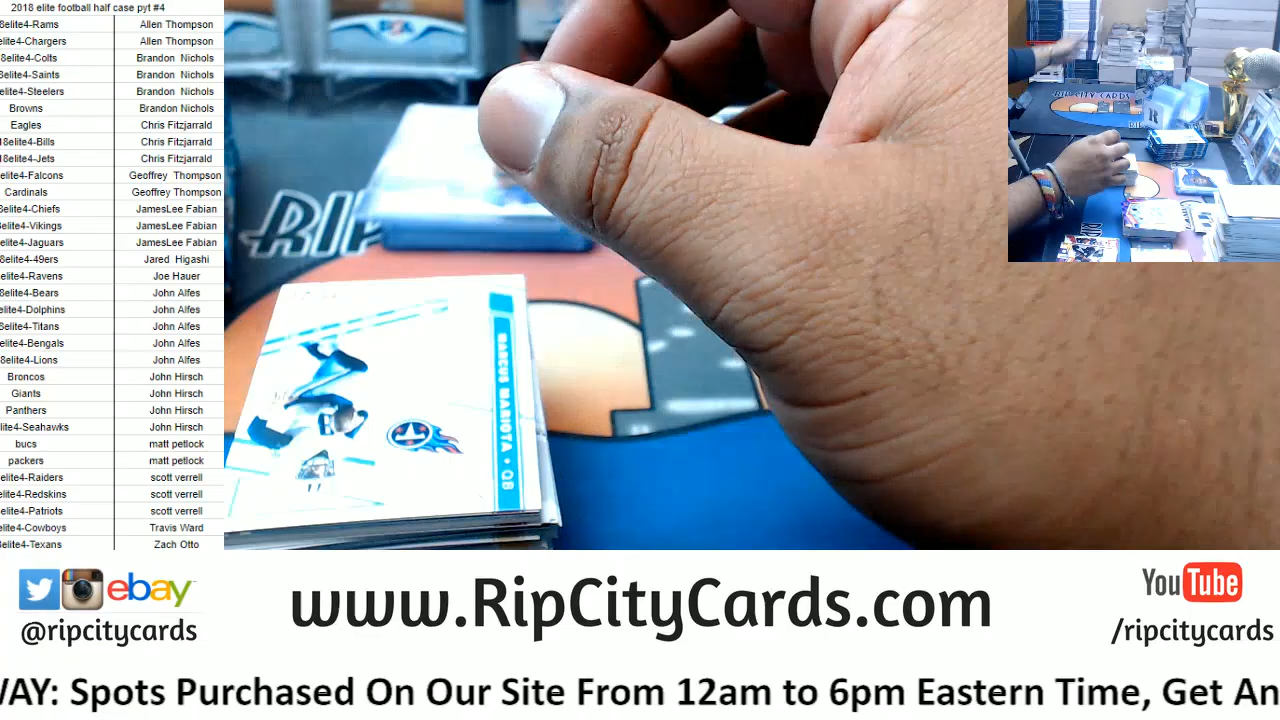 2018 elite football half case pyt #4
8elite4-Rams Allen Thompson
elite4-Chargers Allen Thompson
8elite4-Colts Brandon Nichols
8elite4-Saints Brandon Nichols
elite4-Steelers Brandon Nichols
Browns Brandon Nichols
Eagles Chris Fitzjarrald
18elite4-Bills Chris Fitzjarrald
18elite4-Jets Chris Fitzjarrald
elite4-Falcons Geoffrey Thompson
Cardinals Geoffrey Thompson
8elite4-Chiefs JamesLee Fabian
elite4-Vikings JamesLee Fabian
elite4-Jaguars JamesLee Fabian
8elite4-49ers Jared Higashi
elite4-Ravens Joe Hauer
8elite4-Bears John Alfes
elite4-Dolphins John Alfes
8elite4-Titans John Alfes
elite4-Bengals John Alfes
8elite4-Lions John Alfes
Broncos John Hirsch
Giants John Hirsch
Panthers John Hirsch
elite4-Seahawks John Hirsch
bucs matt petlock
packers matt petlock
elite4-Raiders scott verrell
elite4-Redskins scott verrell
elite4-Patriots scott verrell
elite4-Cowboys Travis Ward
8elite4-Texans Zach Otto
RIP
MARCUS MARIOTA • QB
RIP CITY CARDS
ebay
@ripcitycards
www.RipCityCards.com
YouTube
/ripcitycards
WAY: Spots Purchased On Our Site From 12am to 6pm Eastern Time, Get An